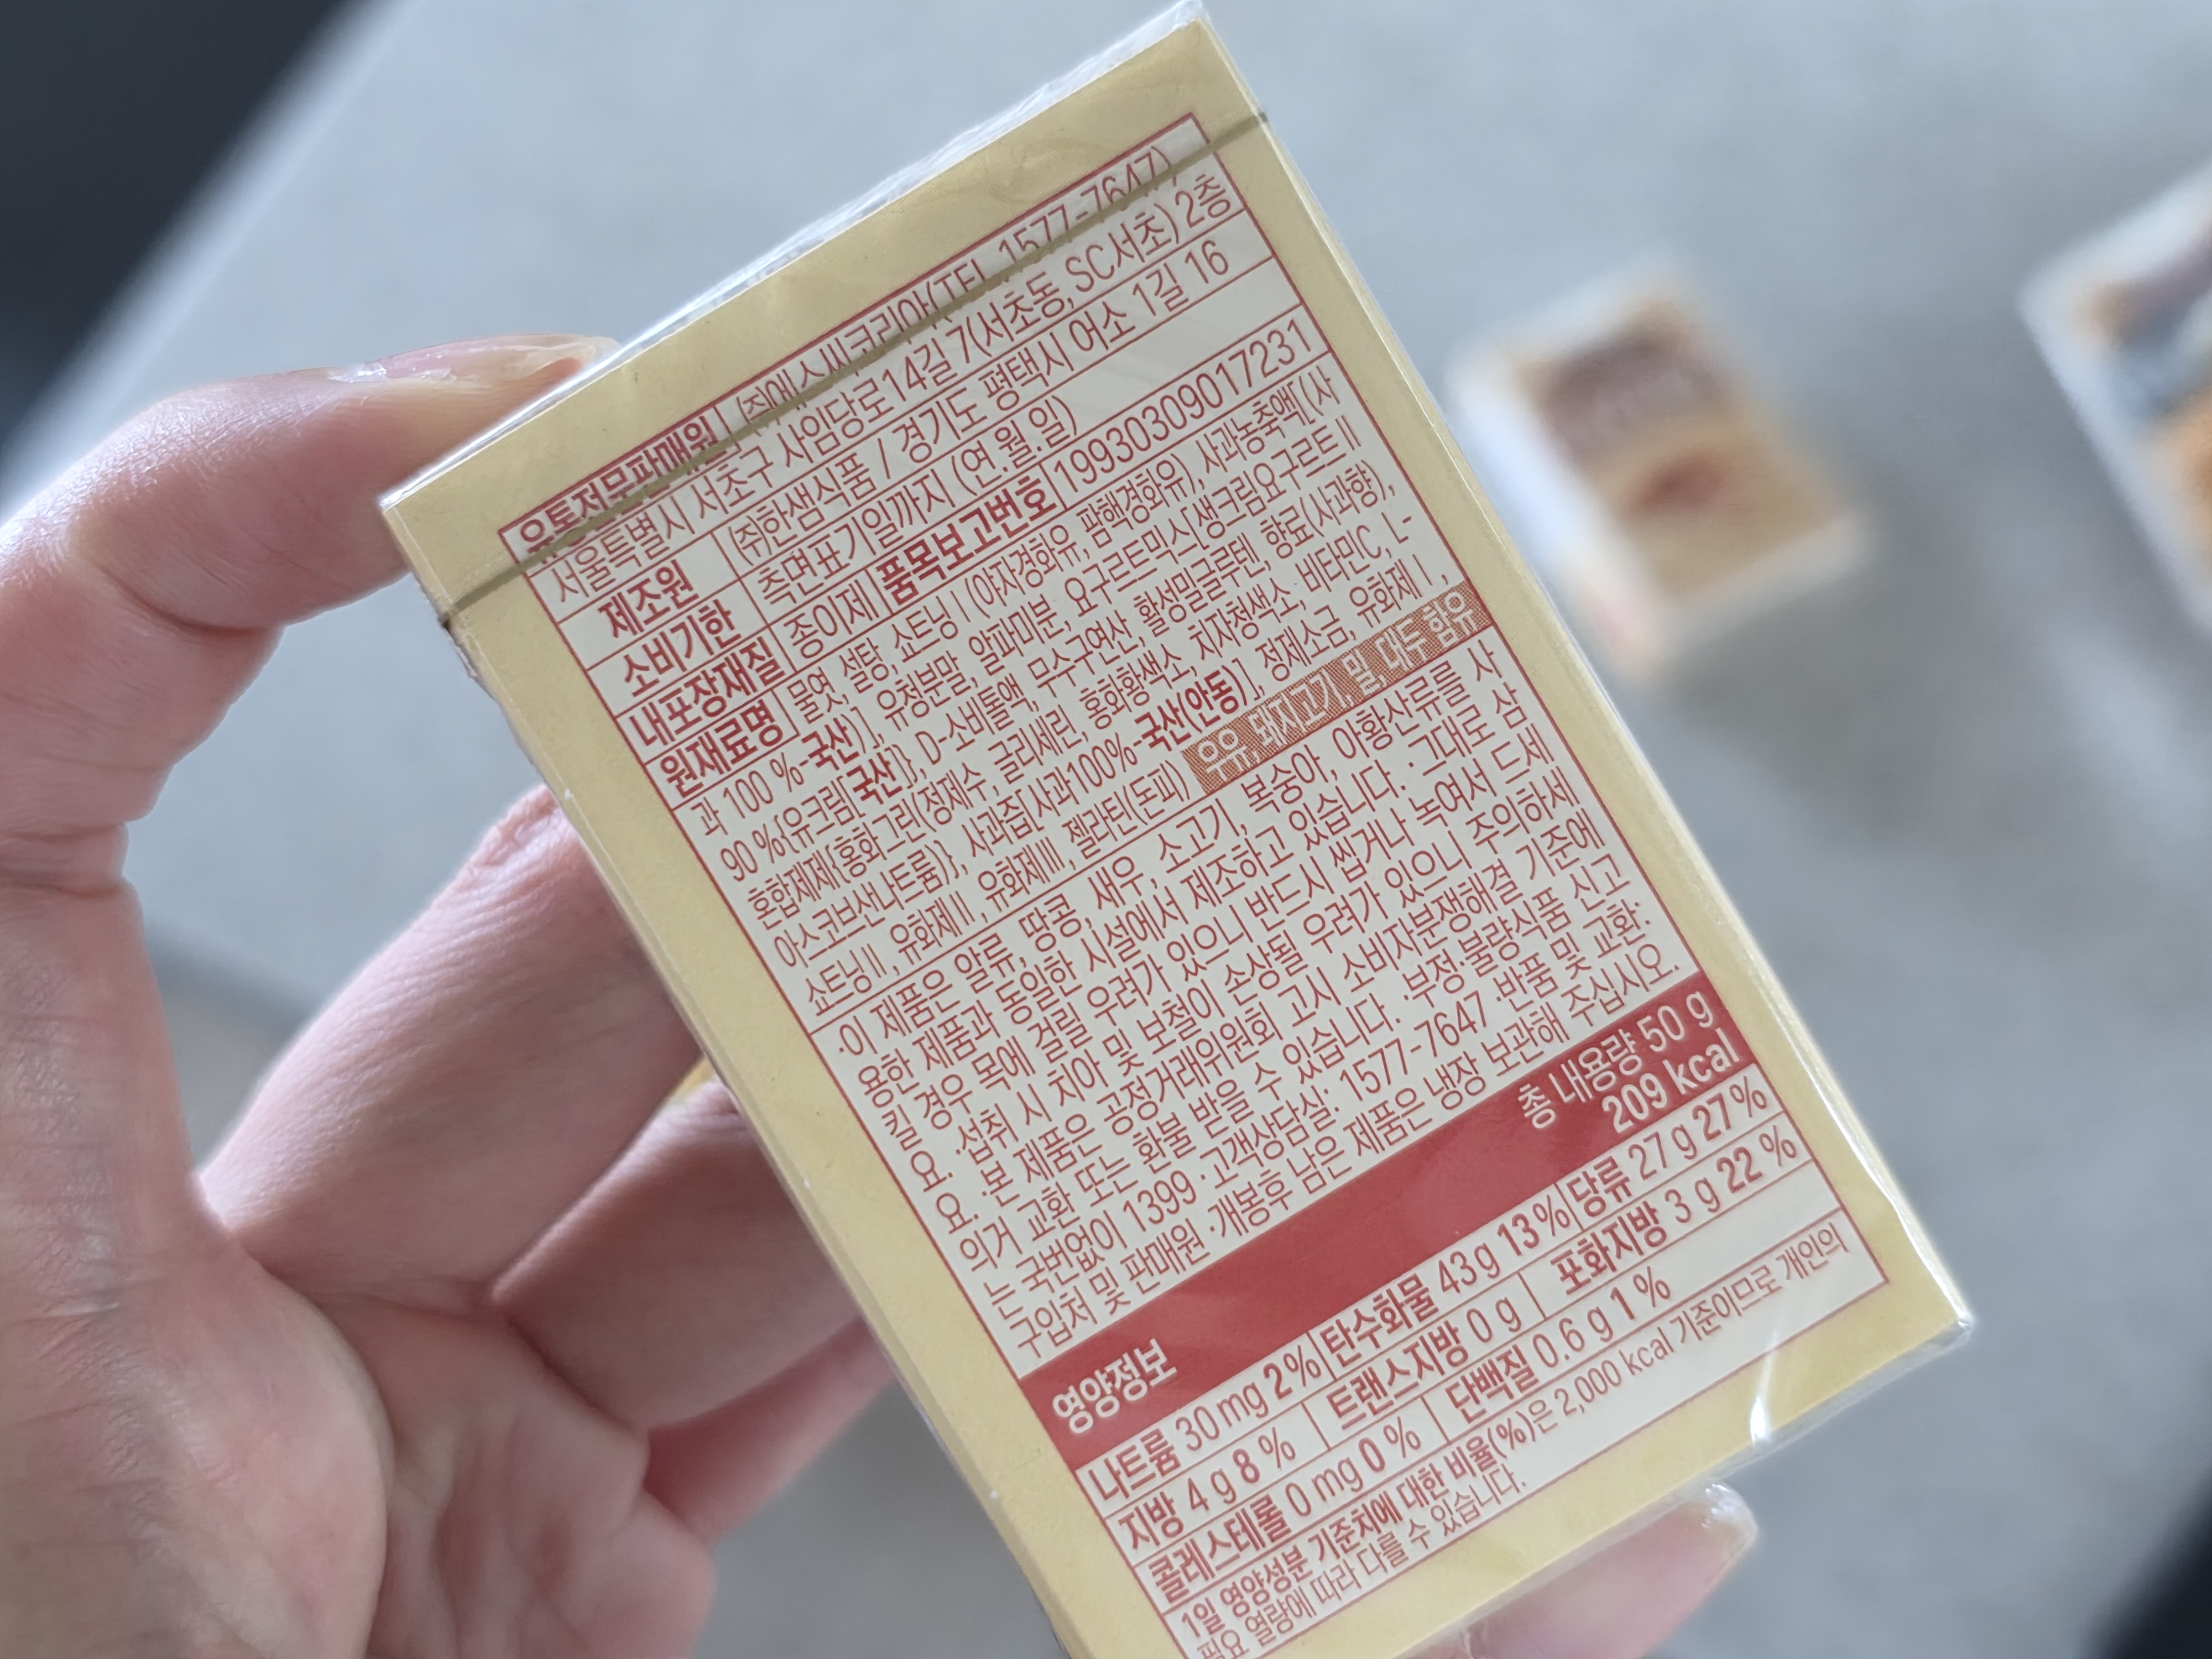 유통전문판매원 (주)에스씨코리아(TEL.1577-7647)
서울특별시 서초구 사임당로14길 7(서초동, SC서초) 2층
제조원 (주)한샘식품 / 경기도 평택시 어소 1길 16
소비기한 측면표기일까지 (연.월.일)
내포장재질 종이제 품목보고번호 1993030901723​1
원재료명 물엿, 설탕, 쇼트닝 I (야자경화유, 팜핵경화유), 사과농축액[(사
과 100 %-국산)], 유청분말, 알파미분, 요구르트믹스[생크림요구르트II
90 %{유크림[국산]}, D-소비톨액, 무수구연산, 활성밀글루텐, 향료(사과향),
혼합제제{홍화그린(정제수, 글리세린, 홍화황색소, 치자청색소, 비타민C, L-
아스코브산나트륨)}, 사과즙[사과100%-국산(안동)], 정제소금, 유화제 I ,
쇼트닝II, 유화제II, 유화제III, 젤라틴(돈피) 우유, 돼지고기, 밀, 대두 함유
·이 제품은 알류, 땅콩, 새우, 소고기, 복숭아, 아황산류를 사
용한 제품과 동일한 시설에서 제조하고 있습니다. ·그대로 삼
킬 경우 목에 걸릴 우려가 있으니 반드시 씹거나 녹여서 드세
요. ·섭취 시 치아 및 보철이 손상될 우려가 있으니 주의하세
요. ·본 제품은 공정거래위원회 고시 소비자분쟁해결 기준에
의거 교환 또는 환불 받을 수 있습니다. ·부정·불량식품 신고
는 국번없이 1399 ·고객상담실: 1577-7647 ·반품 및 교환:
구입처 및 판매원 ·개봉후 남은 제품은 냉장 보관해 주십시오.
영양정보 총 내용량 50 g
209 kcal
나트륨 30 mg 2% 탄수화물 43 g 13% 당류 27 g 27%
지방 4 g 8 % 트랜스지방 0 g 포화지방 3 g 22 %
콜레스테롤 0 mg 0 % 단백질 0.6 g 1 %
1일 영양성분 기준치에 대한 비율(%)은 2,000 kcal 기준이므로 개인의
필요 열량에 따라 다를 수 있습니다.